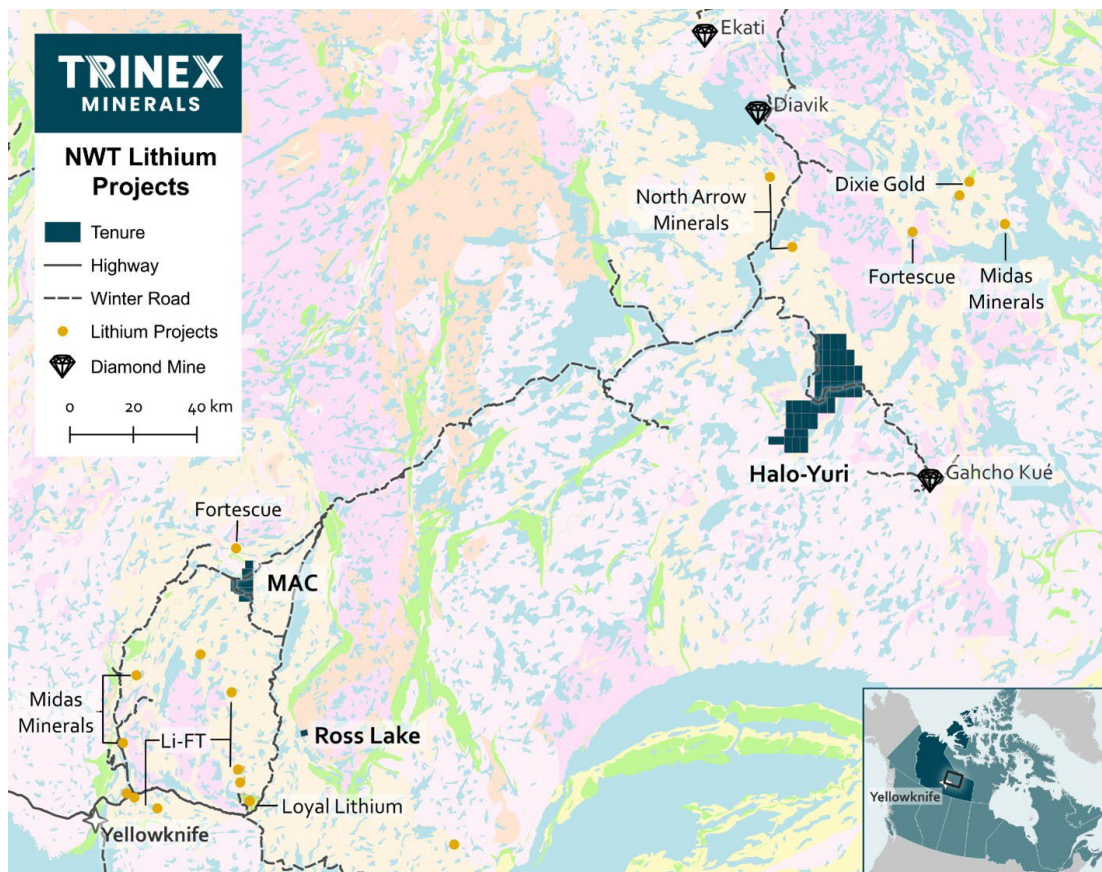 TRINEX
MINERALS
NWT Lithium
Projects
Tenure
Highway
Winter Road
Lithium Projects
Diamond Mine
0 20 40 km
Ekati
Diavik
North Arrow
Minerals
Dixie Gold
Fortescue
Midas
Minerals
Halo-Yuri
Gahcho Kué
Fortescue
MAC
Midas
Minerals
Li-FT
Ross Lake
Loyal Lithium
Yellowknife
Yellowknife